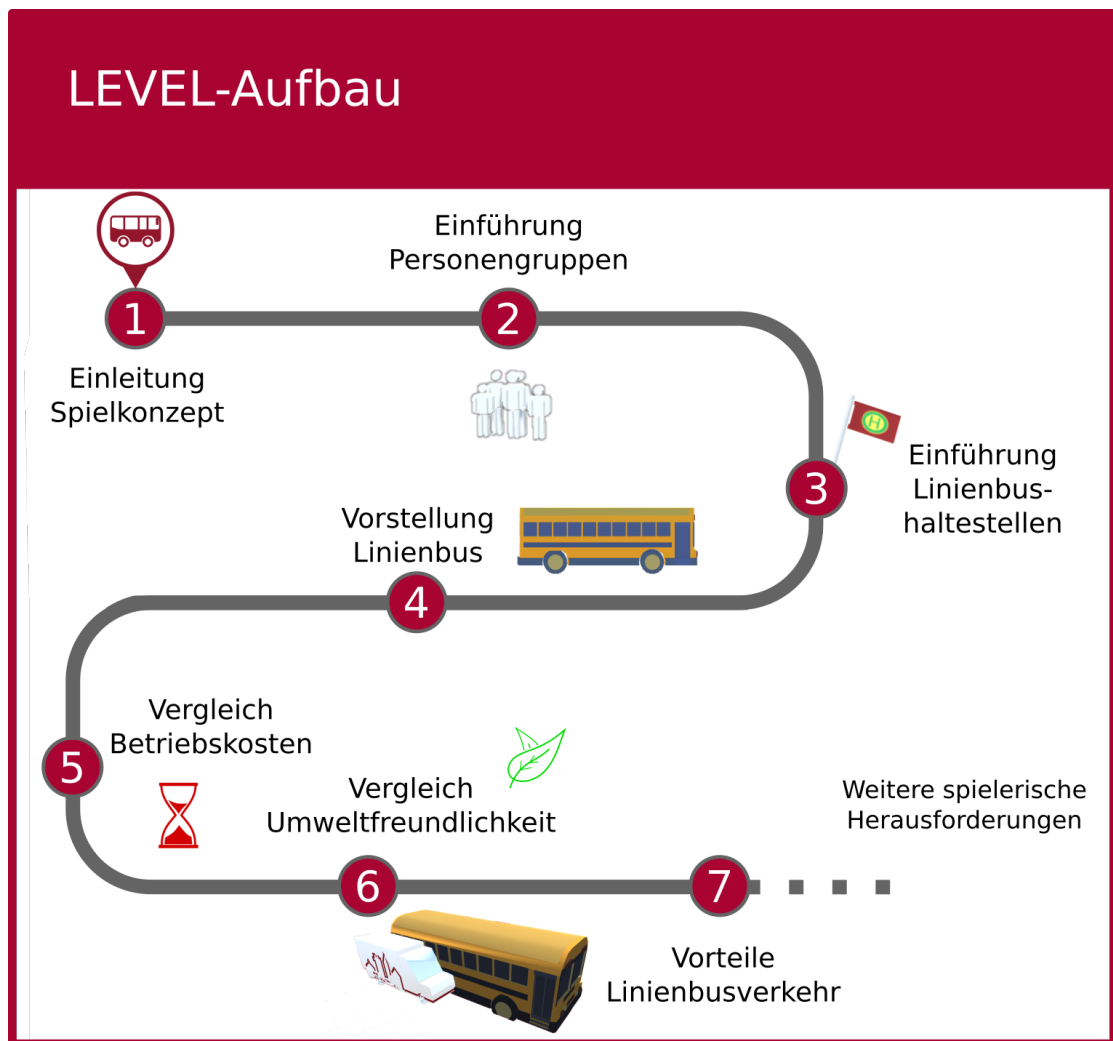 LEVEL-Aufbau
1
Einleitung
Spielkonzept
Einführung
Personengruppen
2
3
H
Einführung
Linienbus-
haltestellen
Vorstellung
Linienbus
4
5
Vergleich
Betriebskosten
Vergleich
Umweltfreundlichkeit
6
7
Vorteile
Linienbusverkehr
Weitere spielerische
Herausforderungen